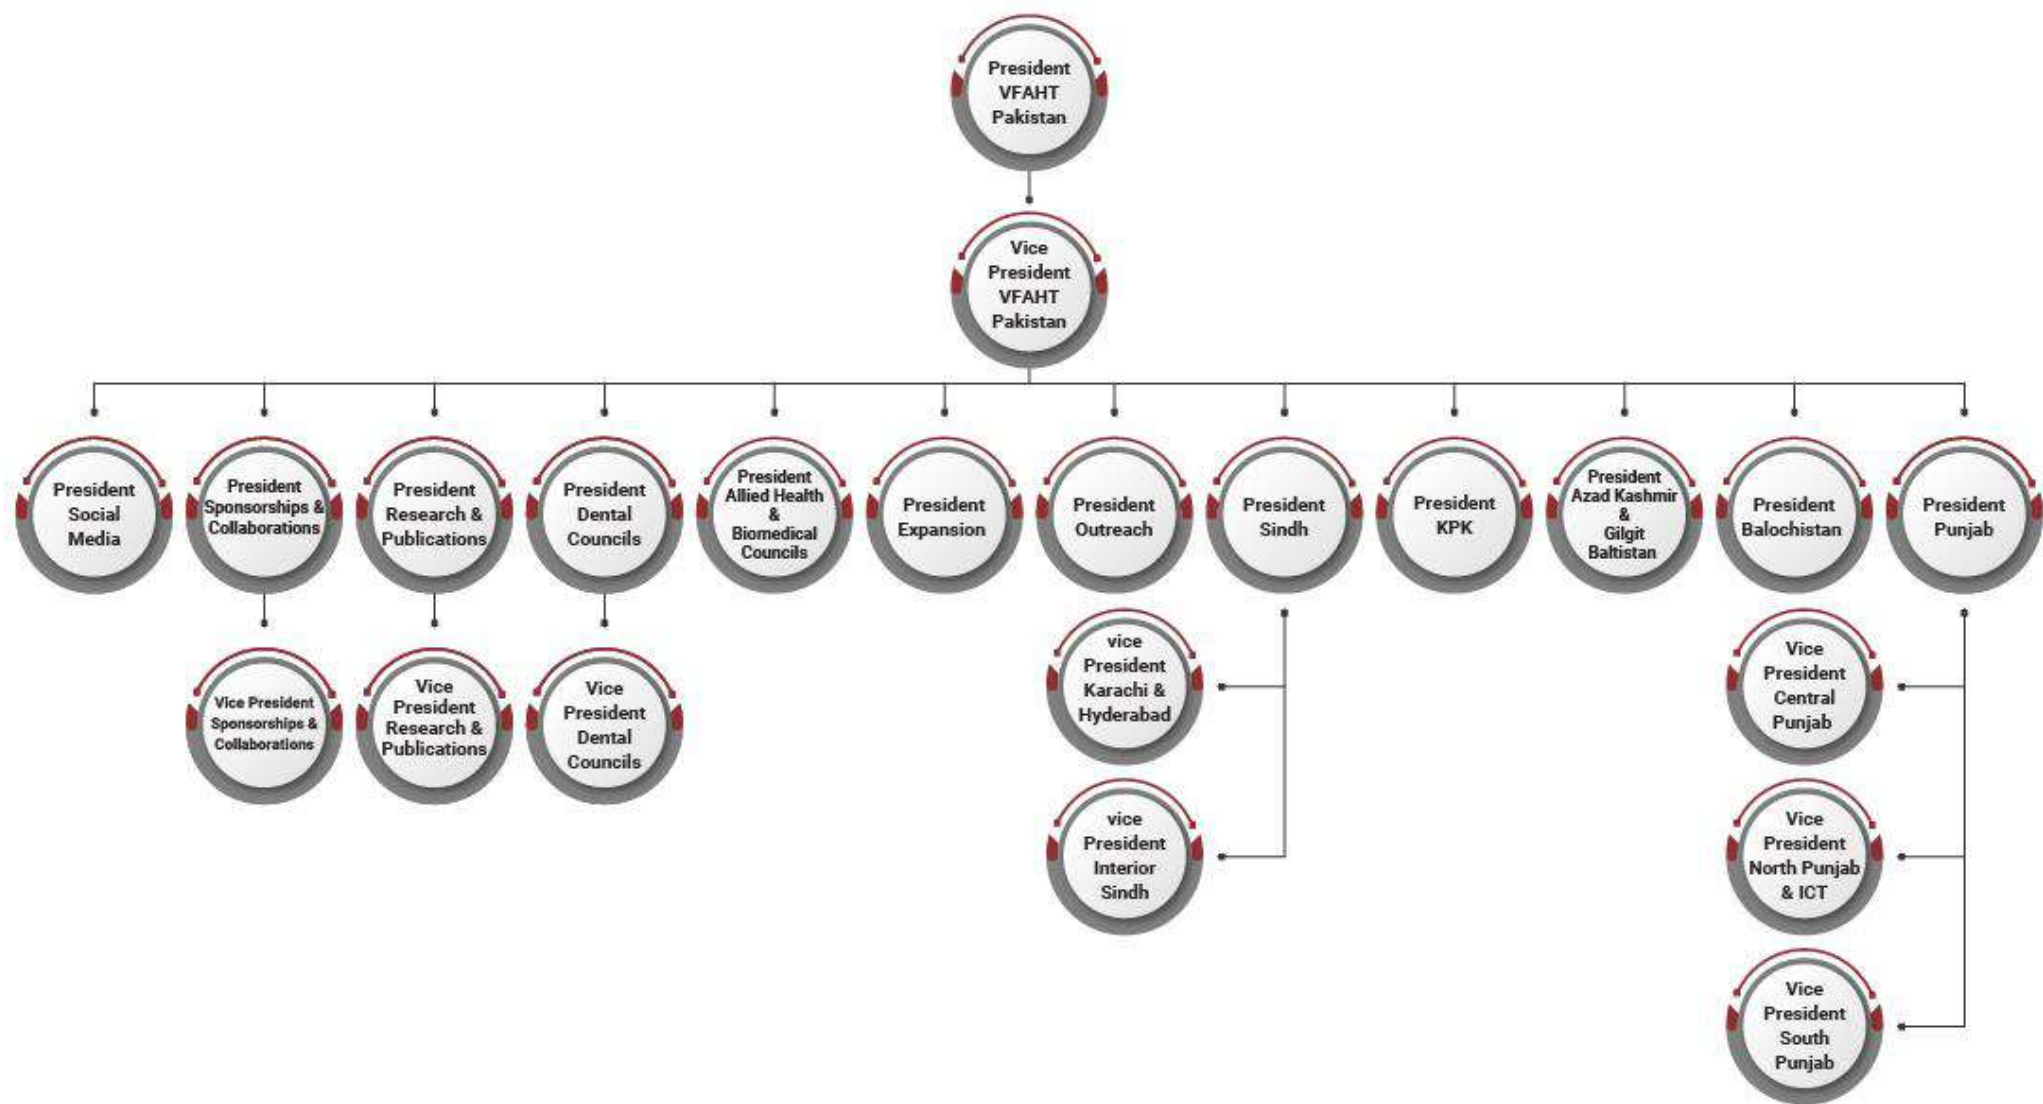 President
VFAHT
Pakistan
Vice
President
VFAHT
Pakistan
President
Social
Media
President
Sponsorships &
Collaborations
President
Research &
Publications
President
Dental
Councils
President
Allied Health
&
Biomedical
Councils
President
Expansion
President
Outreach
President
Sindh
President
KPK
President
Azad Kashmir
&
Gilgit
Baltistan
President
Balochistan
President
Punjab
Vice President
Sponsorships &
Collaborations
Vice
President
Research &
Publications
Vice
President
Dental
Councils
vice
President
Karachi &
Hyderabad
vice
President
Interior
Sindh
Vice
President
Central
Punjab
Vice
President
North Punjab
& ICT
Vice
President
South
Punjab